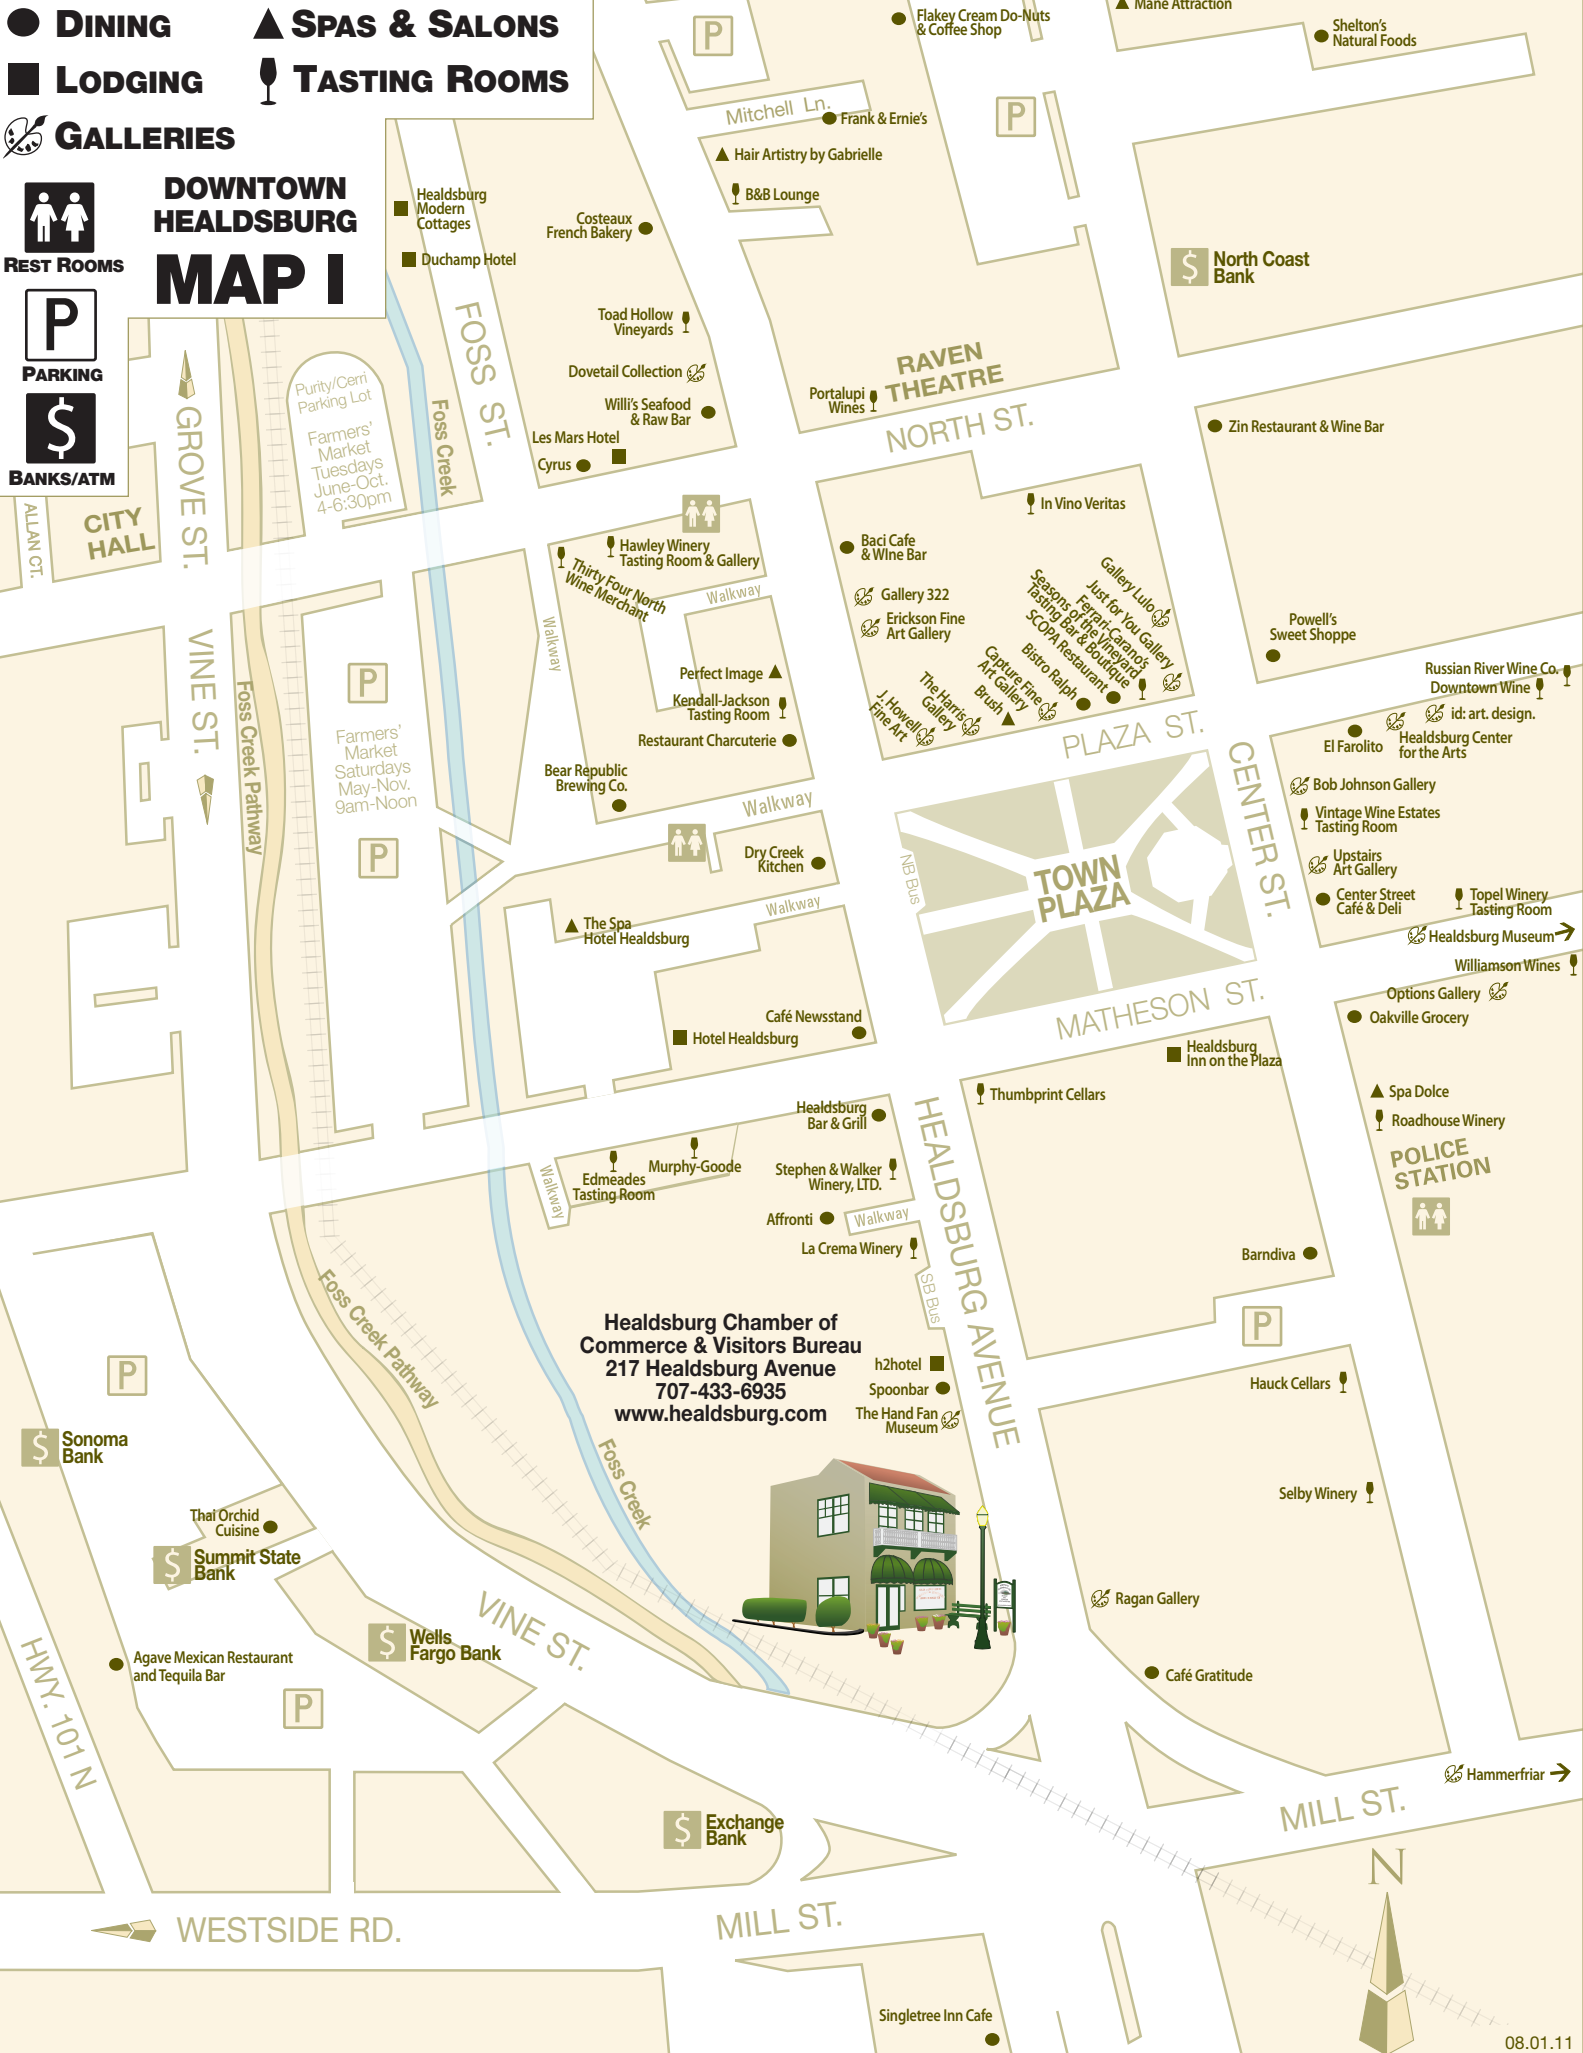 DINING
SPAS & SALONS
LODGING
TASTING ROOMS
GALLERIES
REST ROOMS
P
PARKING
$
BANKS/ATM
DOWNTOWN
HEALDSBURG
MAP I
Mane Attraction
Flakey Cream Do-Nuts
& Coffee Shop
Shelton's
Natural Foods
P
P
Mitchell Ln.
Frank & Ernie's
Hair Artistry by Gabrielle
B&B Lounge
Healdsburg
Modern
Cottages
Duchamp Hotel
Costeaux
French Bakery
$
North Coast
Bank
Toad Hollow
Vineyards
FOSS ST.
Dovetail Collection
Willi's Seafood
& Raw Bar
Les Mars Hotel
Cyrus
Portalupi
Wines
RAVEN
THEATRE
NORTH ST.
Zin Restaurant & Wine Bar
Purity/Cerri
Parking Lot
Farmers'
Market
Tuesdays
June-Oct.
4-6:30pm
Foss Creek
GROVE ST.
ALLAN CT.
CITY
HALL
In Vino Veritas
Hawley Winery
Tasting Room & Gallery
Thirty Four North
Wine Merchant
Walkway
Walkway
Baci Cafe
& WIne Bar
Gallery 322
Erickson Fine
Art Gallery
Gallery Lulo
Just for You Gallery
Ferrari-Carano's
Seasons of the Vineyard
Tasting Bar & Boutique
SCOPA Restaurant
Bistro Ralph
Capture Fine
Art Gallery
Brush
The Harris
Gallery
J. Howell
Fine Art
Powell's
Sweet Shoppe
Russian River Wine Co.
Downtown Wine
id: art. design.
El Farolito
Healdsburg Center
for the Arts
Perfect Image
Kendall-Jackson
Tasting Room
Restaurant Charcuterie
Bear Republic
Brewing Co.
VINE ST.
Foss Creek Pathway
P
Farmers'
Market
Saturdays
May-Nov.
9am-Noon
P
PLAZA ST.
CENTER ST.
Bob Johnson Gallery
Vintage Wine Estates
Tasting Room
Upstairs
Art Gallery
Center Street
Café & Deli
Topel Winery
Tasting Room
Healdsburg Museum
Williamson Wines
Options Gallery
Oakville Grocery
Walkway
Dry Creek
Kitchen
NB Bus
TOWN
PLAZA
Walkway
The Spa
Hotel Healdsburg
MATHESON ST.
Café Newsstand
Hotel Healdsburg
Healdsburg
Inn on the Plaza
Thumbprint Cellars
Spa Dolce
Roadhouse Winery
POLICE
STATION
Healdsburg
Bar & Grill
Murphy-Goode
Edmeades
Tasting Room
Walkway
Stephen & Walker
Winery, LTD.
Affronti
Walkway
La Crema Winery
SB Bus
HEALDSBURG AVENUE
Barndiva
P
Foss Creek Pathway
Healdsburg Chamber of
Commerce & Visitors Bureau
217 Healdsburg Avenue
707-433-6935
www.healdsburg.com
h2hotel
Spoonbar
The Hand Fan
Museum
Hauck Cellars
P
$
Sonoma
Bank
Foss Creek
Selby Winery
Thai Orchid
Cuisine
$
Summit State
Bank
Ragan Gallery
VINE ST.
$
Wells
Fargo Bank
Agave Mexican Restaurant
and Tequila Bar
Café Gratitude
HWY. 101 N
P
Hammerfriar
MILL ST.
$
Exchange
Bank
N
WESTSIDE RD.
MILL ST.
Singletree Inn Cafe
08.01.11